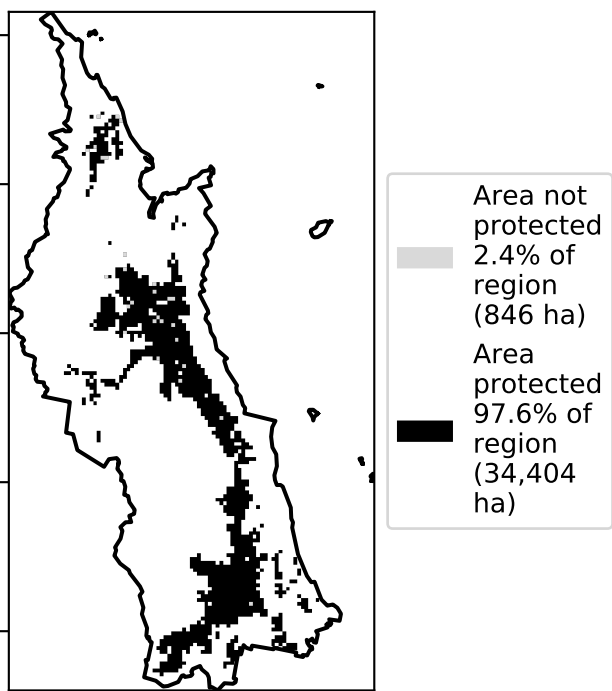 Area not
protected
2.4% of
region
(846 ha)
Area
protected
97.6% of
region
(34,404
ha)